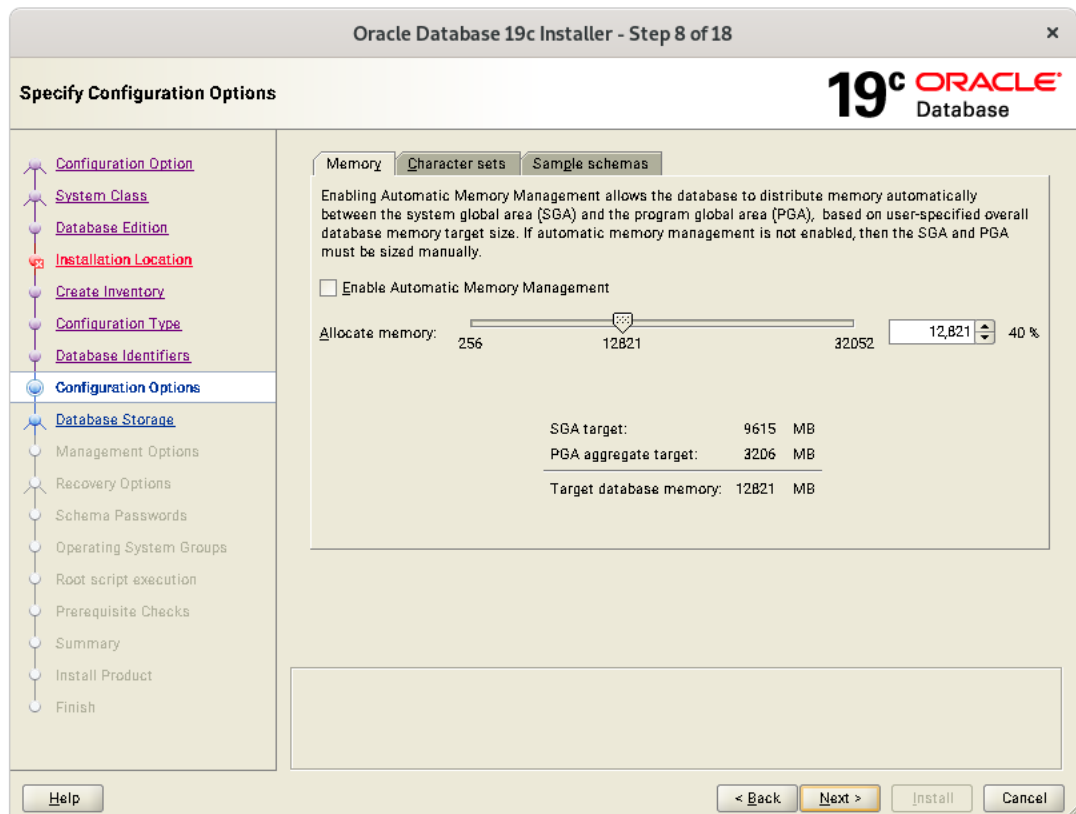 Oracle Database 19c Installer - Step 8 of 18
×
Specify Configuration Options
19c ORACLE
Database
Configuration Option
System Class
Database Edition
Installation Location
Create Inventory
Configuration Type
Database Identifiers
Configuration Options
Database Storage
Management Options
Recovery Options
Schema Passwords
Operating System Groups
Root script execution
Prerequisite Checks
Summary
Install Product
Finish
Memory Character sets Sample schemas
Enabling Automatic Memory Management allows the database to distribute memory automatically
between the system global area (SGA) and the program global area (PGA), based on user-specified overall
database memory target size. If automatic memory management is not enabled, then the SGA and PGA
must be sized manually.
Enable Automatic Memory Management
Allocate memory: 12,821 40 %
256 12821 32052
SGA target: 9615 MB
PGA aggregate target: 3206 MB
Target database memory: 12821 MB
Help < Back Next > Install Cancel